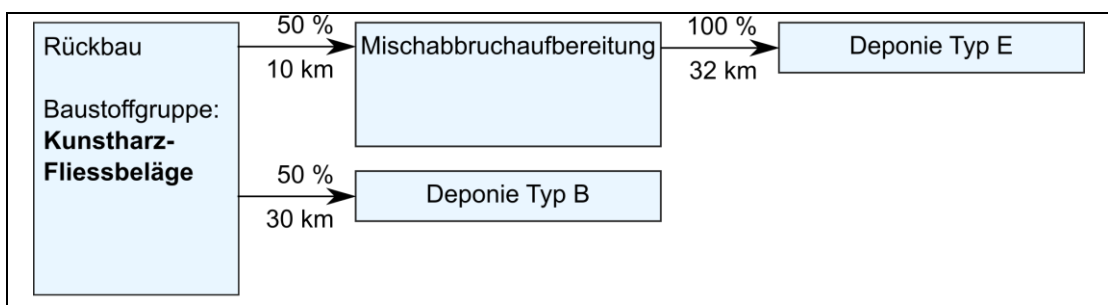 Rückbau
Baustoffgruppe:
Kunstharz-
Fliessbeläge
50 %
10 km
Mischabbruchaufbereitung
100 %
32 km
Deponie Typ E
50 %
30 km
Deponie Typ B